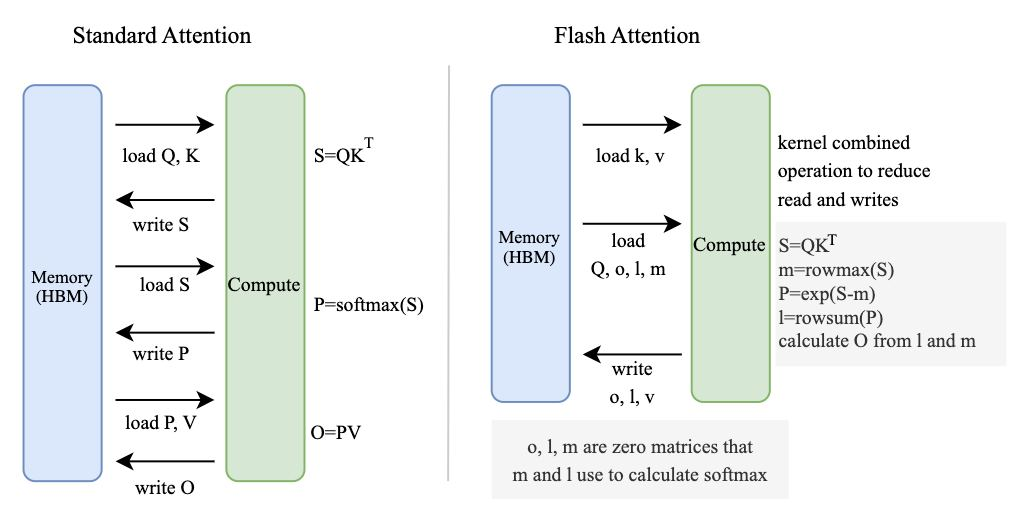 Standard Attention
Memory
(HBM)
load Q, K
write S
load S
write P
load P, V
write O
Compute
S=QK^T
P=softmax(S)
O=PV
Flash Attention
Memory
(HBM)
load k, v
load
Q, o, l, m
write
o, l, v
Compute
kernel combined
operation to reduce
read and writes
S=QK^T
m=rowmax(S)
P=exp(S-m)
l=rowsum(P)
calculate O from l and m
o, l, m are zero matrices that
m and l use to calculate softmax